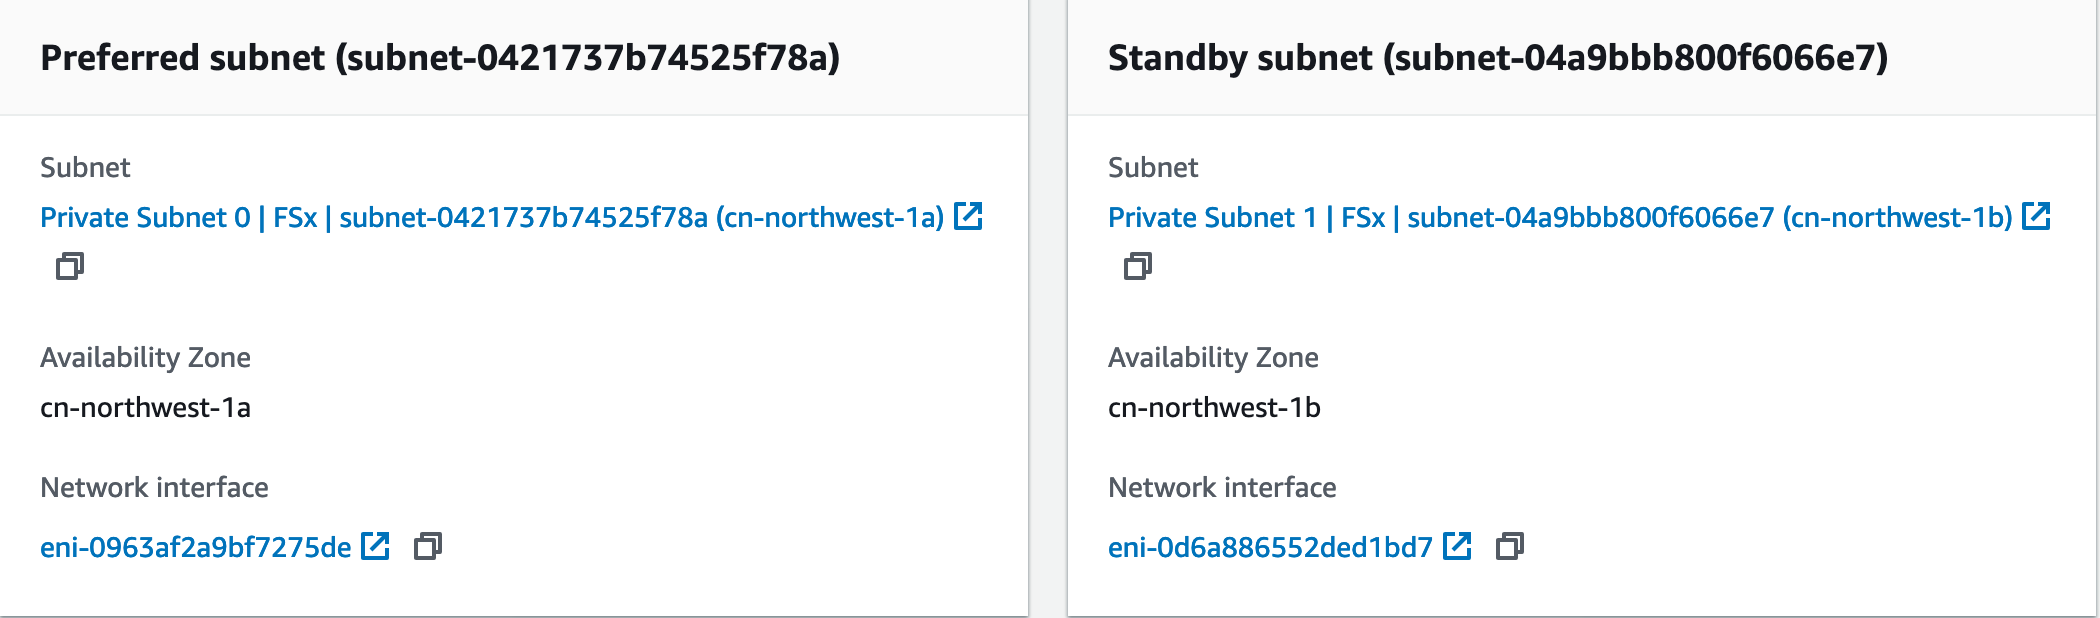 Preferred subnet (subnet-0421737b74525f78a)
Subnet
Private Subnet 0 | FSx | subnet-0421737b74525f78a (cn-northwest-1a)
Availability Zone
cn-northwest-1a
Network interface
eni-0963af2a9bf7275de
Standby subnet (subnet-04a9bbb800f6066e7)
Subnet
Private Subnet 1 | FSx | subnet-04a9bbb800f6066e7 (cn-northwest-1b)
Availability Zone
cn-northwest-1b
Network interface
eni-0d6a886552ded1bd7